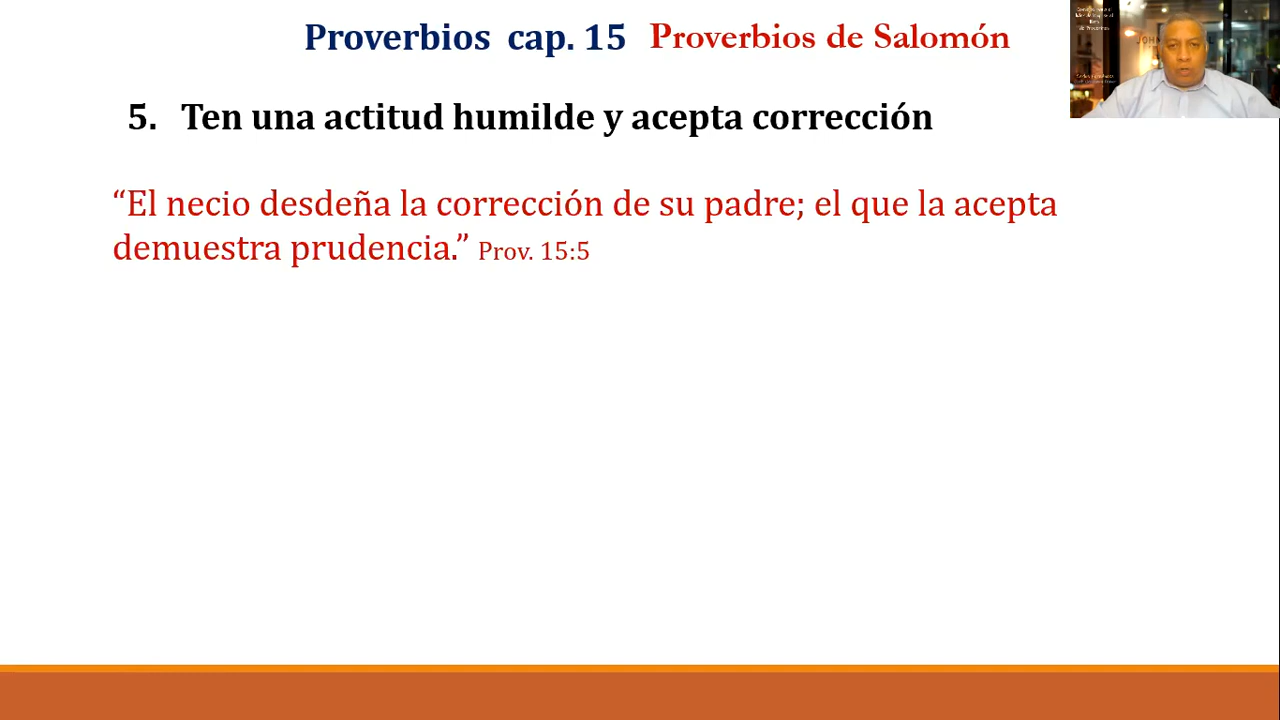 Proverbios cap. 15 Proverbios de Salomón
5. Ten una actitud humilde y acepta corrección
“El necio desdeña la corrección de su padre; el que la acepta
demuestra prudencia.” Prov. 15:5